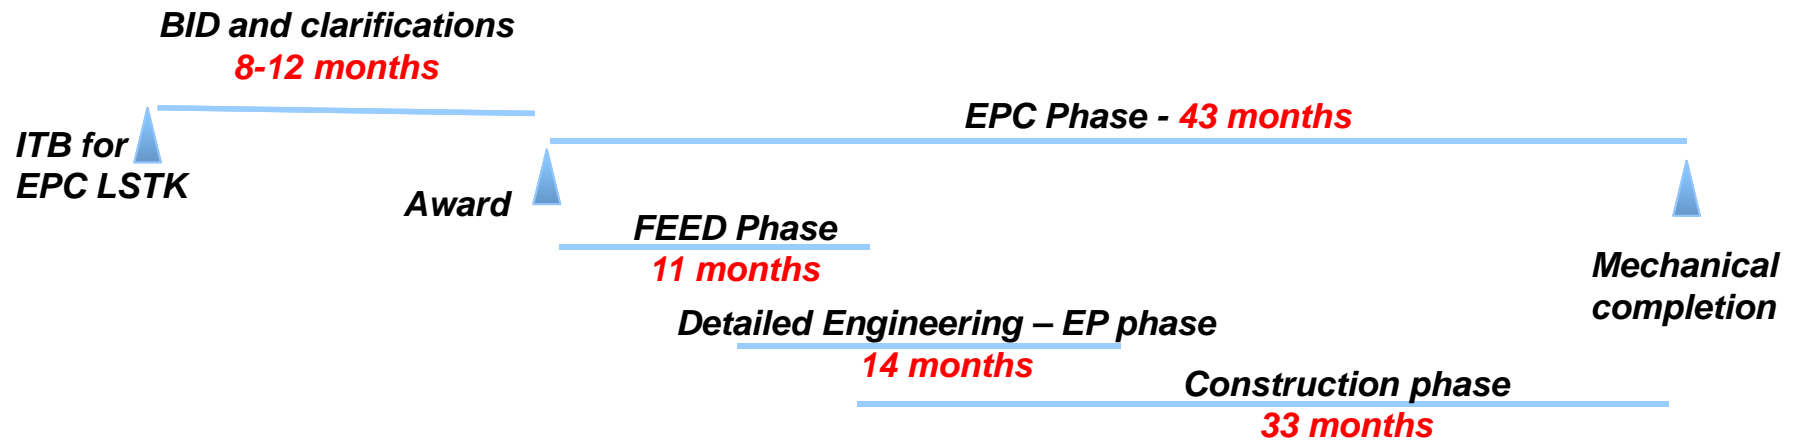 BID and clarifications
8-12 months
EPC Phase - 43 months
ITB for
EPC LSTK
Award
FEED Phase
11 months
Mechanical
completion
Detailed Engineering – EP phase
14 months
Construction phase
33 months